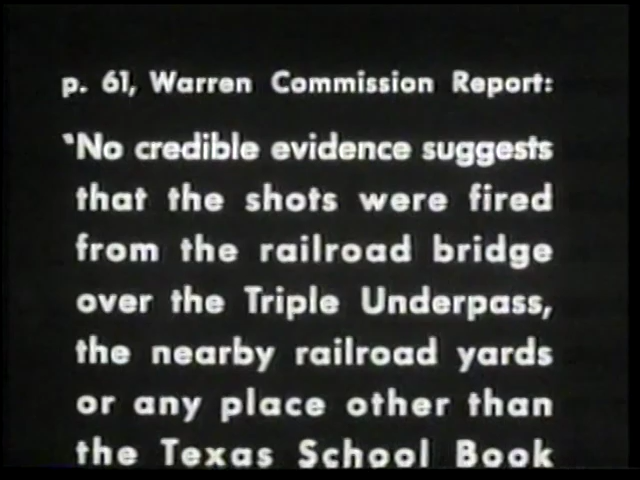 p. 61, Warren Commission Report:
‘No credible evidence suggests
that the shots were fired
from the railroad bridge
over the Triple Underpass,
the nearby railroad yards
or any place other than
the Texas School Book